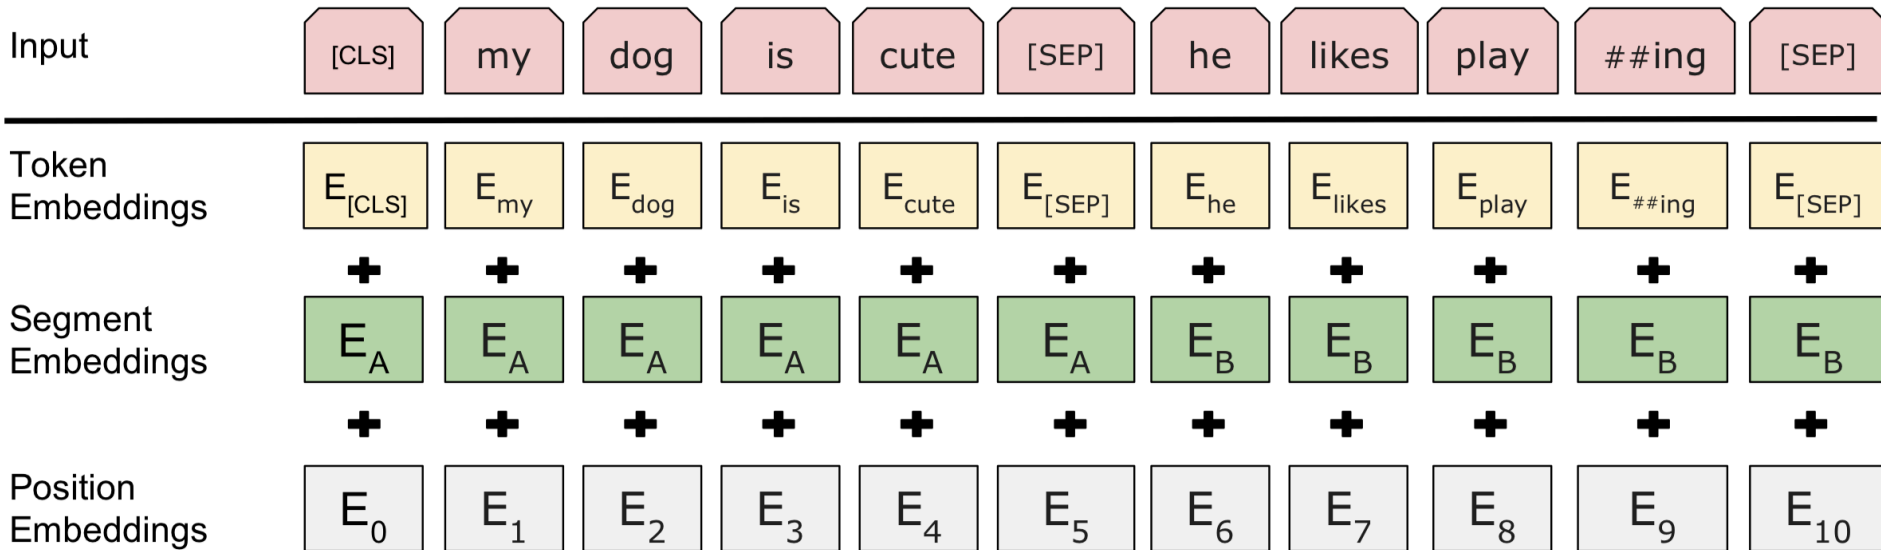 Input [CLS] my dog is cute [SEP] he likes play ##ing [SEP]
Token
Embeddings
E[CLS] Emy Edog Eis Ecute E[SEP] Ehe Elikes Eplay E##ing E[SEP]
+ + + + + + + + + + +
Segment
Embeddings
EA EA EA EA EA EA EB EB EB EB EB
+ + + + + + + + + + +
Position
Embeddings
E0 E1 E2 E3 E4 E5 E6 E7 E8 E9 E10